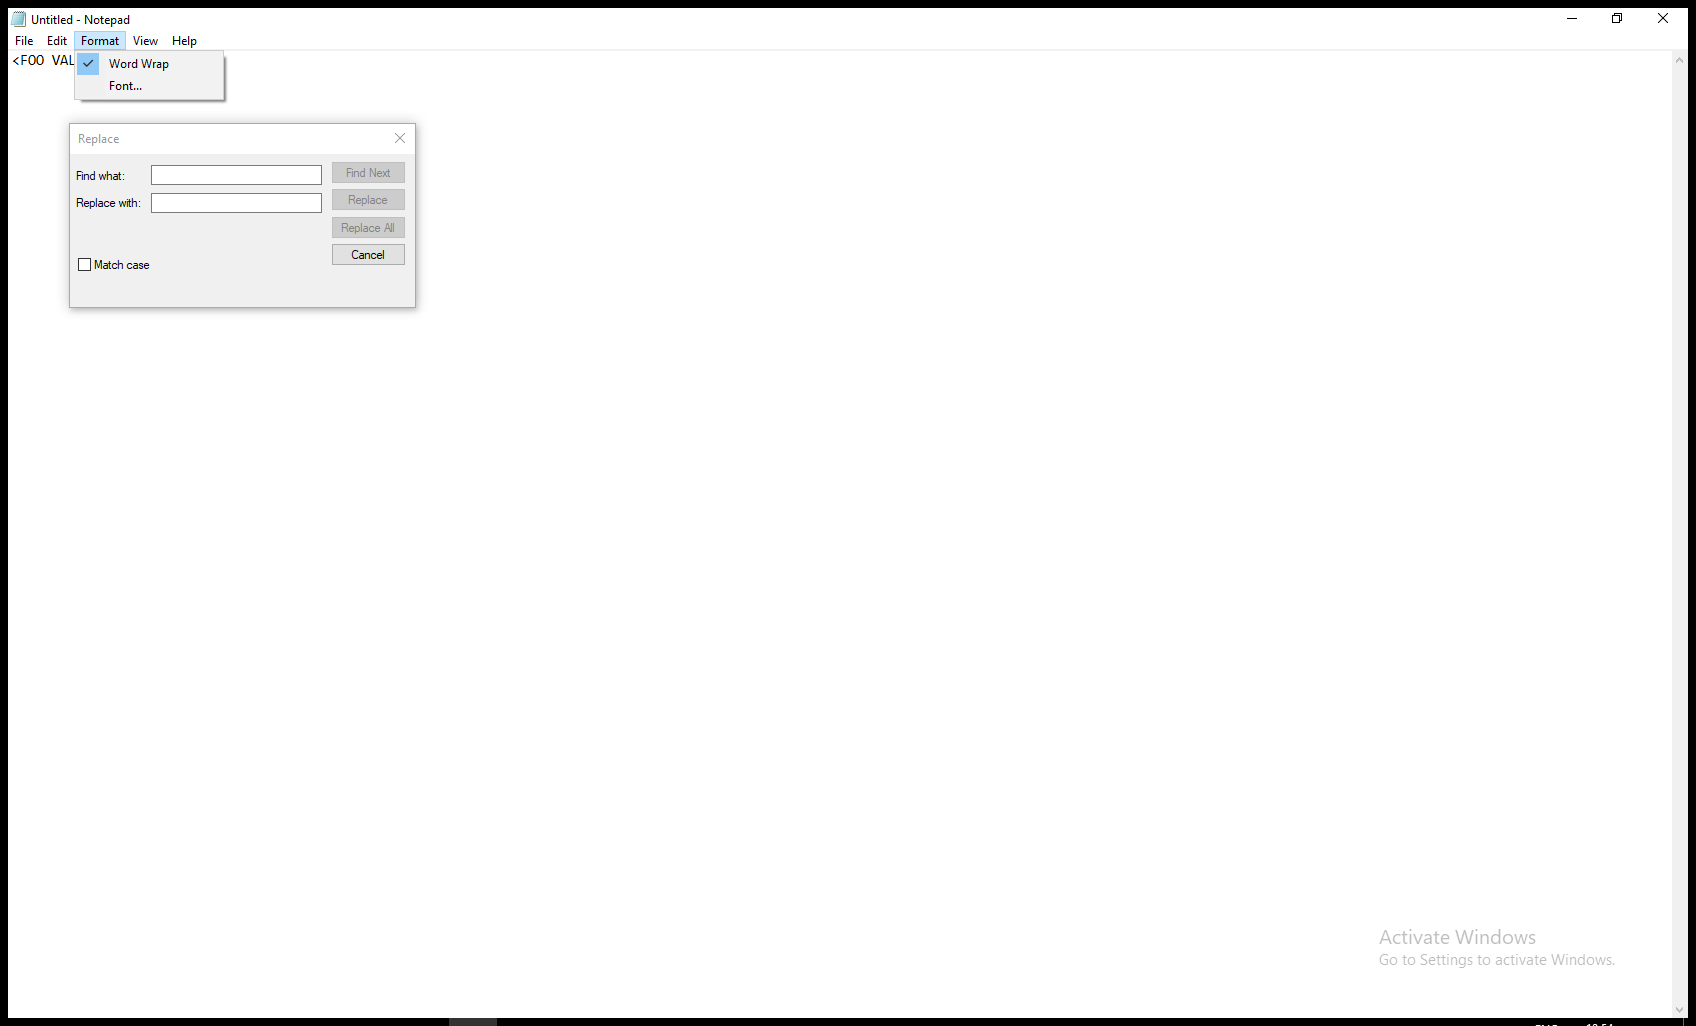 Untitled - Notepad
File Edit Format View Help
<FOO VAL
Word Wrap
Font...
Replace
Find what:
Find Next
Replace with:
Replace
Replace All
Cancel
Match case
Activate Windows
Go to Settings to activate Windows.